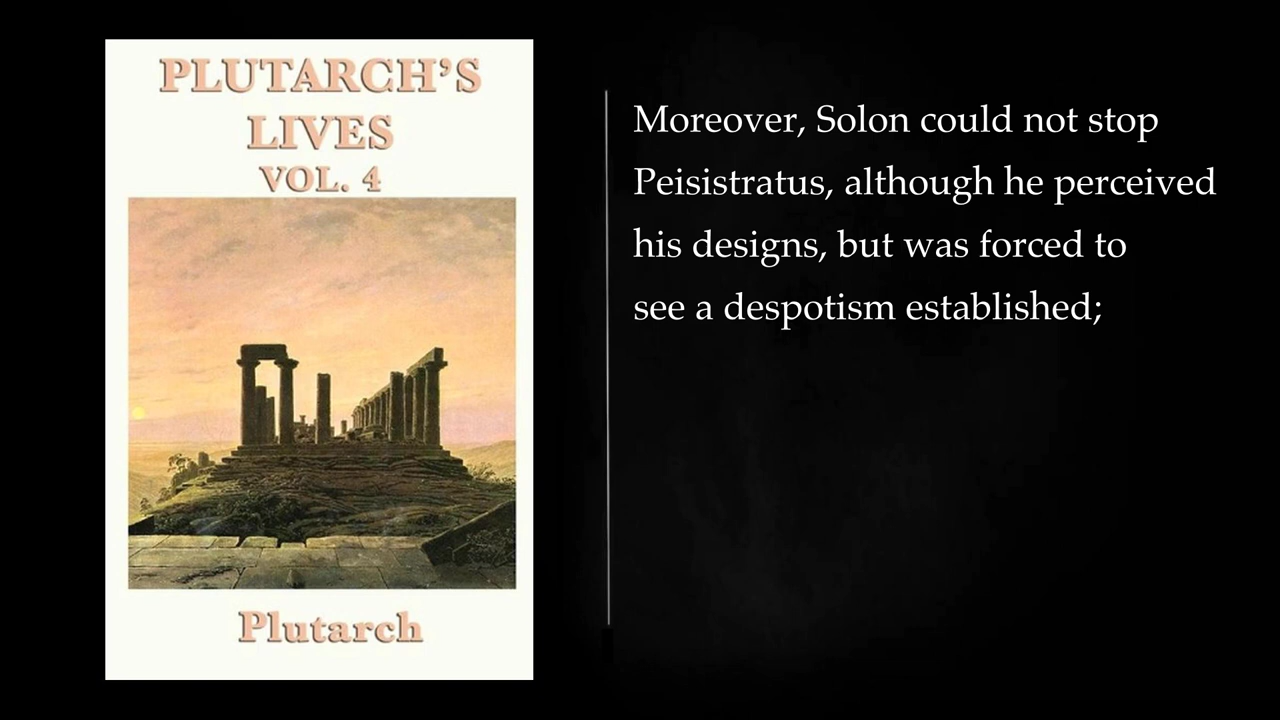 PLUTARCH'S
LIVES
VOL. 4
Plutarch
Moreover, Solon could not stop
Peisistratus, although he perceived
his designs, but was forced to
see a despotism established;